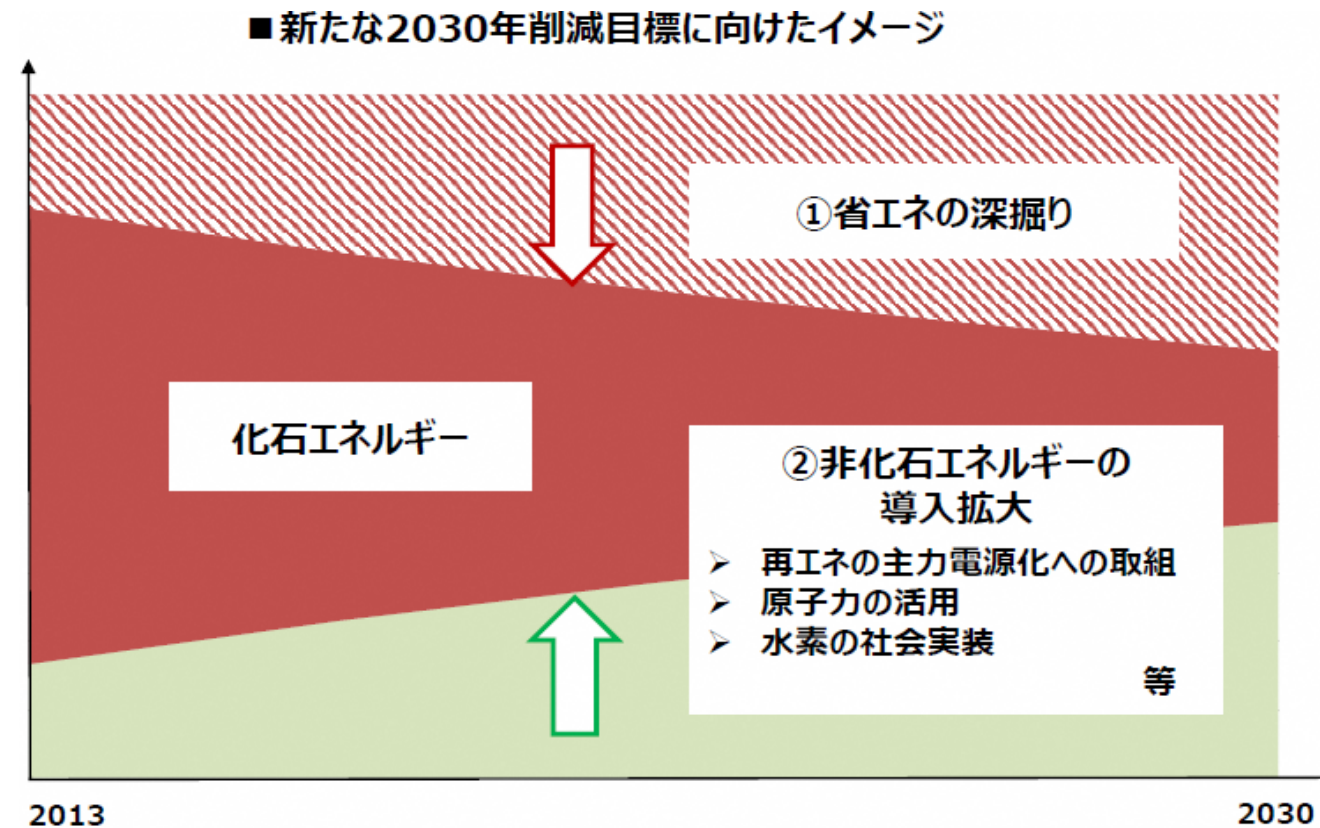 ■新たな2030年削減目標に向けたイメージ
①省エネの深掘り
化石エネルギー
②非化石エネルギーの
導入拡大
➢ 再エネの主力電源化への取組
➢ 原子力の活用
➢ 水素の社会実装
等
2013
2030